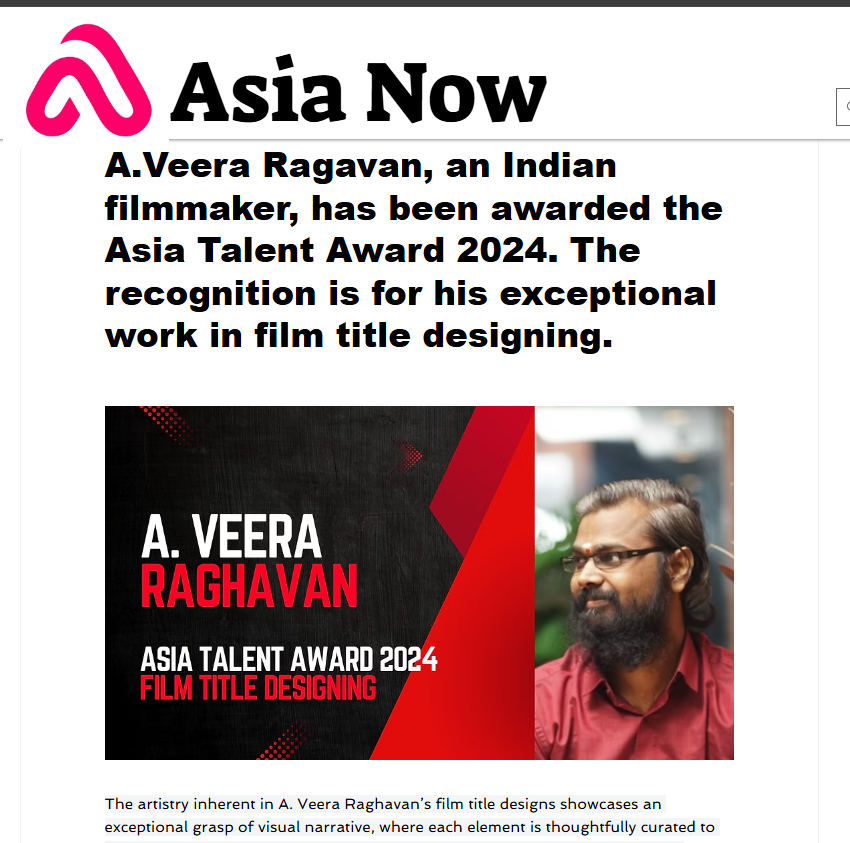 Asia Now
A.Veera Ragavan, an Indian
filmmaker, has been awarded the
Asia Talent Award 2024. The
recognition is for his exceptional
work in film title designing.
A. VEERA
RAGHAVAN
ASIA TALENT AWARD 2024
FILM TITLE DESIGNING
The artistry inherent in A. Veera Raghavan’s film title designs showcases an
exceptional grasp of visual narrative, where each element is thoughtfully curated to